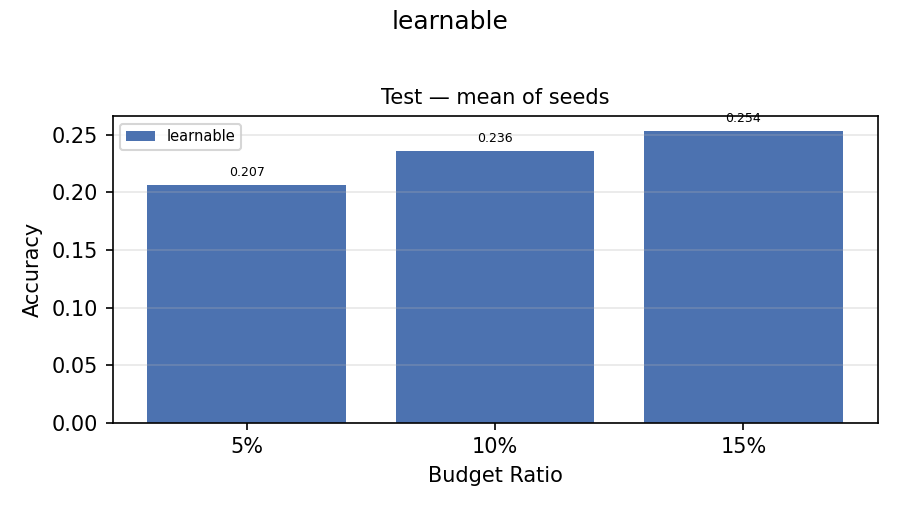 learnable
Test — mean of seeds
0.254
0.25
learnable
0.236
0.207
0.20
0.15
0.10
0.05
0.00
Accuracy
5%
10%
15%
Budget Ratio